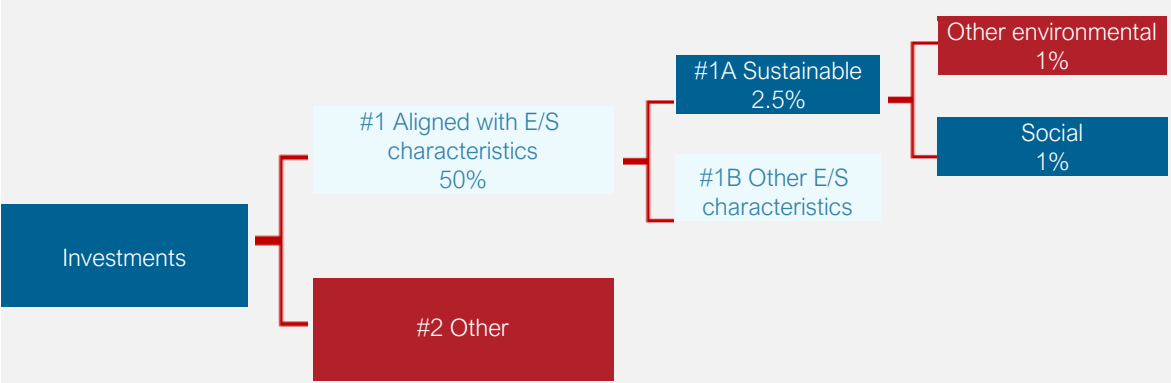 Investments
#1 Aligned with E/S
characteristics
50%
#2 Other
#1A Sustainable
2.5%
#1B Other E/S
characteristics
Other environmental
1%
Social
1%